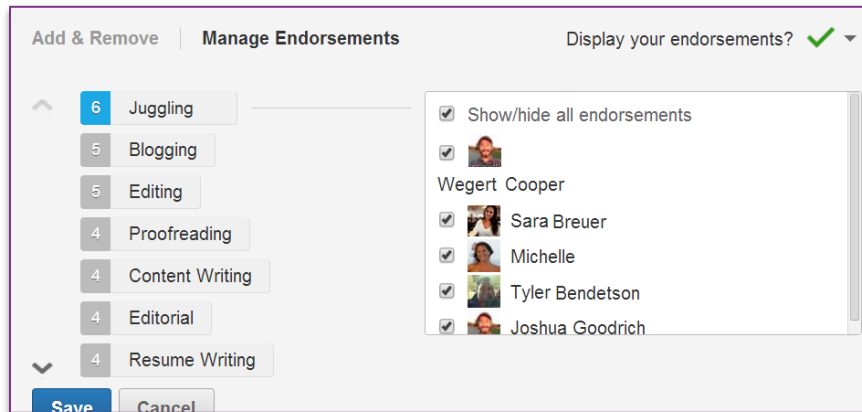 Add & Remove
Manage Endorsements
Display your endorsements?
6 Juggling
5 Blogging
5 Editing
4 Proofreading
4 Content Writing
4 Editorial
4 Resume Writing
Show/hide all endorsements
Wegert Cooper
Sara Breuer
Michelle
Tyler Bendetson
Joshua Goodrich
Save
Cancel